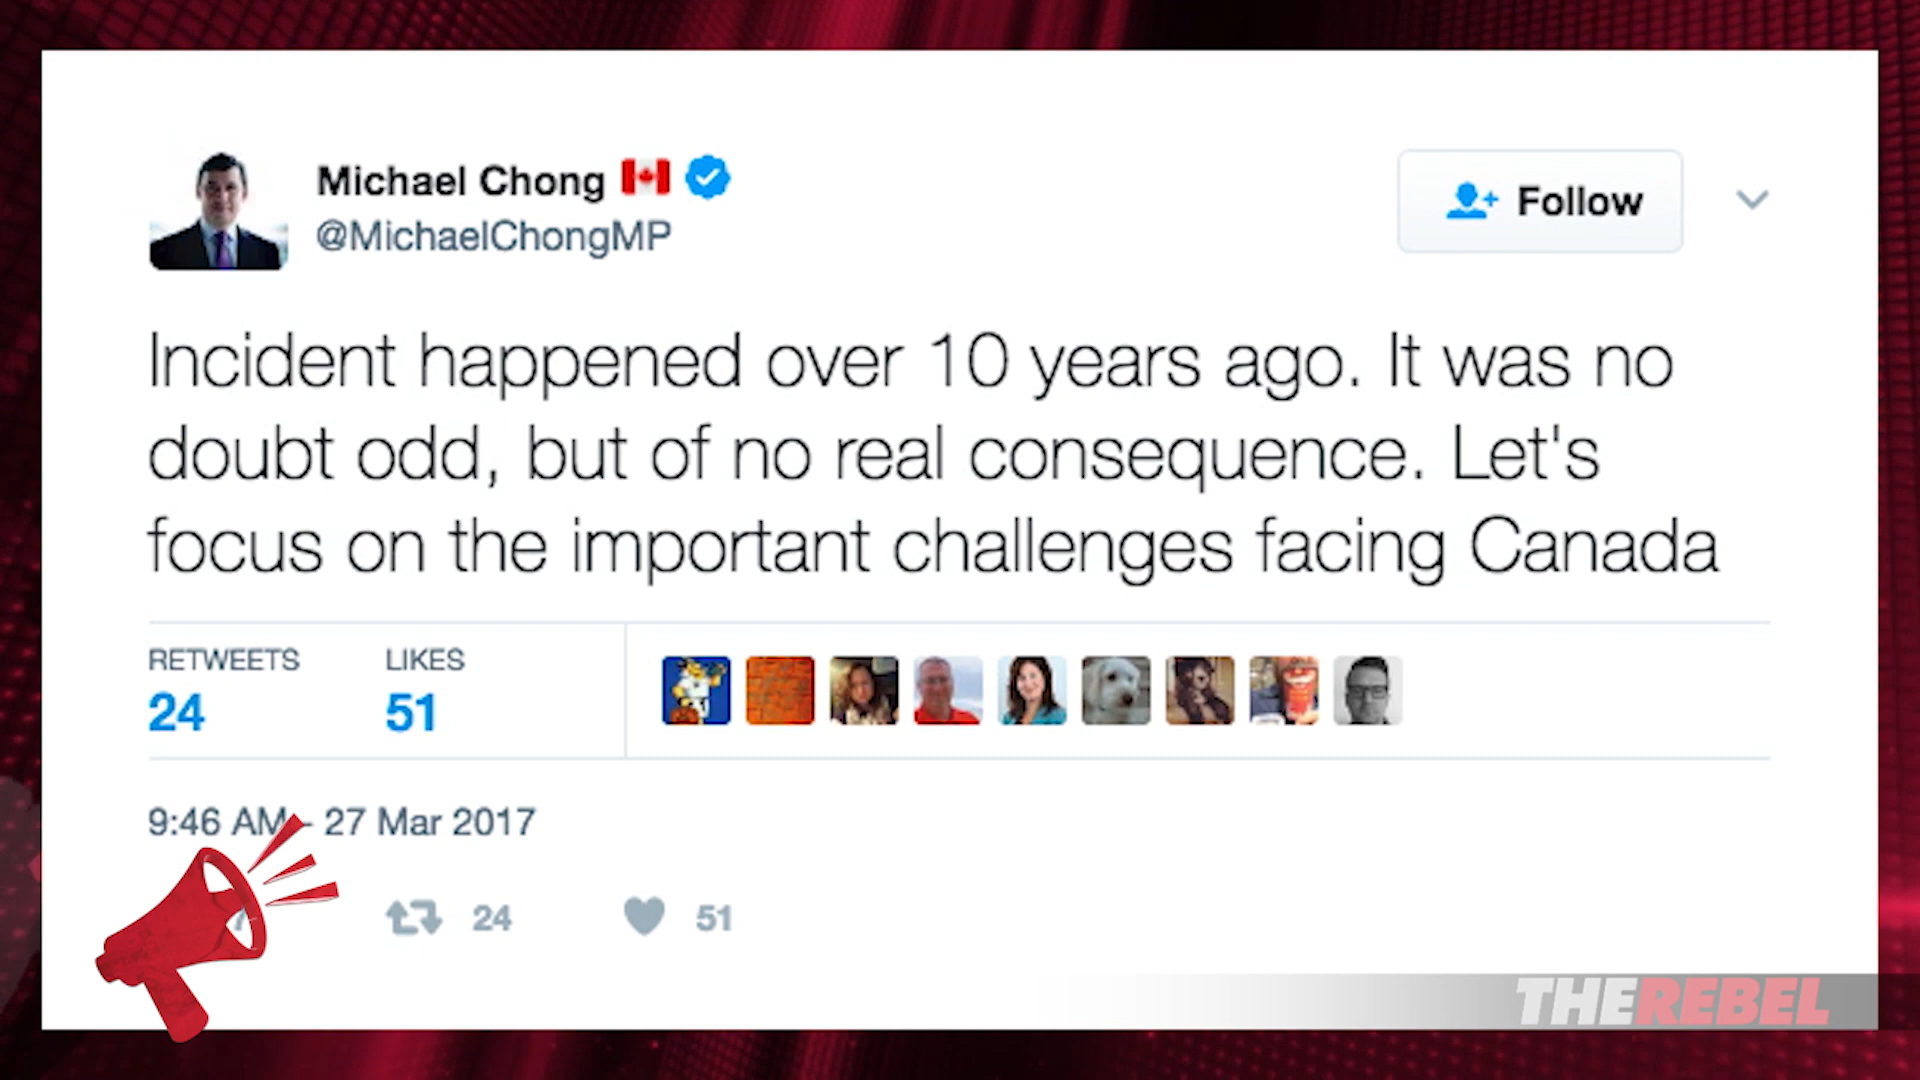 Michael Chong
@MichaelChongMP
Follow
Incident happened over 10 years ago. It was no
doubt odd, but of no real consequence. Let's
focus on the important challenges facing Canada
RETWEETS LIKES
24 51
9:46 AM - 27 Mar 2017
24 51
THEREBEL